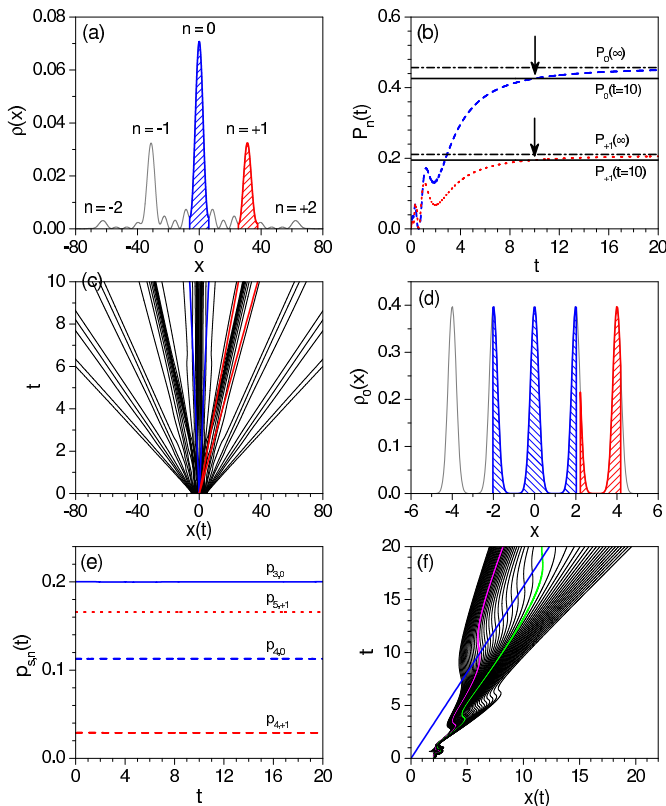 (a)
n=0
n=-1
n=+1
n=-2
n=+2
0.08
0.06
0.04
0.02
0.00
ρ(x)
-80 -40 0 40 80
x
(b)
P0(∞)
P0(t=10)
P+1(∞)
P+1(t=10)
0.6
0.4
0.2
0.0
Pn(t)
0 4 8 12 16 20
t
(c)
10
8
6
4
2
0
t
-80 -40 0 40 80
x(t)
(d)
0.4
0.3
0.2
0.1
0.0
ρ0(x)
-6 -4 -2 0 2 4 6
x
(e)
p3,0
p5,+1
p4,0
p4,+1
0.2
0.1
0.0
ps,n(t)
0 4 8 12 16 20
t
(f)
20
15
10
5
0
t
0 5 10 15 20
x(t)